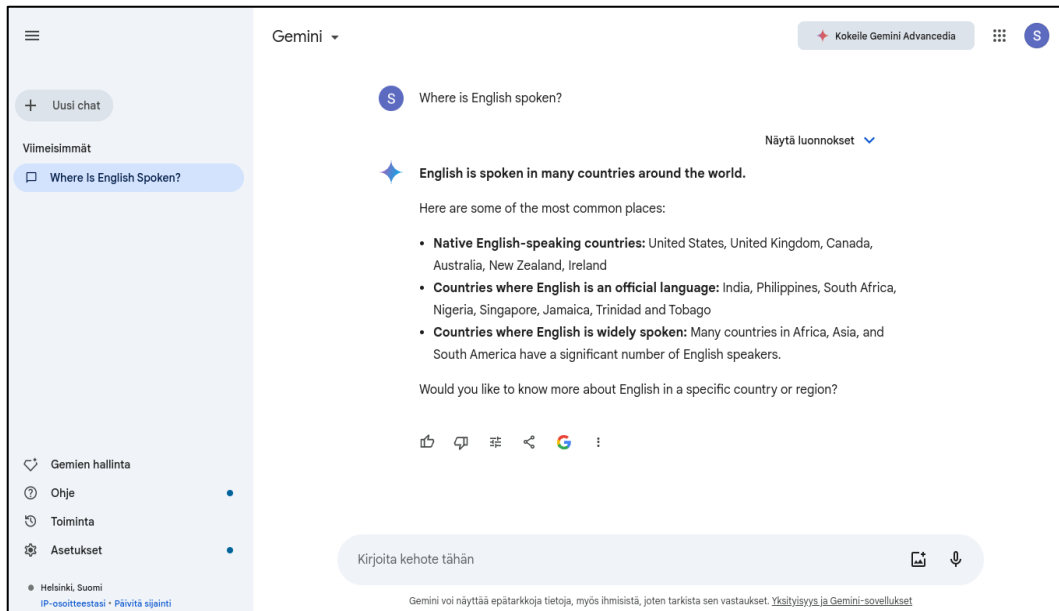 Gemini
Kokeile Gemini Advancedia
S
Uusi chat
Viimeisimmät
Where Is English Spoken?
S
Where is English spoken?
Näytä luonnokset
English is spoken in many countries around the world.
Here are some of the most common places:
• Native English-speaking countries: United States, United Kingdom, Canada,
Australia, New Zealand, Ireland
• Countries where English is an official language: India, Philippines, South Africa,
Nigeria, Singapore, Jamaica, Trinidad and Tobago
• Countries where English is widely spoken: Many countries in Africa, Asia, and
South America have a significant number of English speakers.
Would you like to know more about English in a specific country or region?
Gemien hallinta
Ohje
Toiminta
Asetukset
Helsinki, Suomi
IP-osoitteestasi • Päivitä sijainti
Kirjoita kehote tähän
Gemini voi näyttää epätarkkoja tietoja, myös ihmisistä, joten tarkista sen vastaukset. Yksityisyys ja Gemini-sovellukset